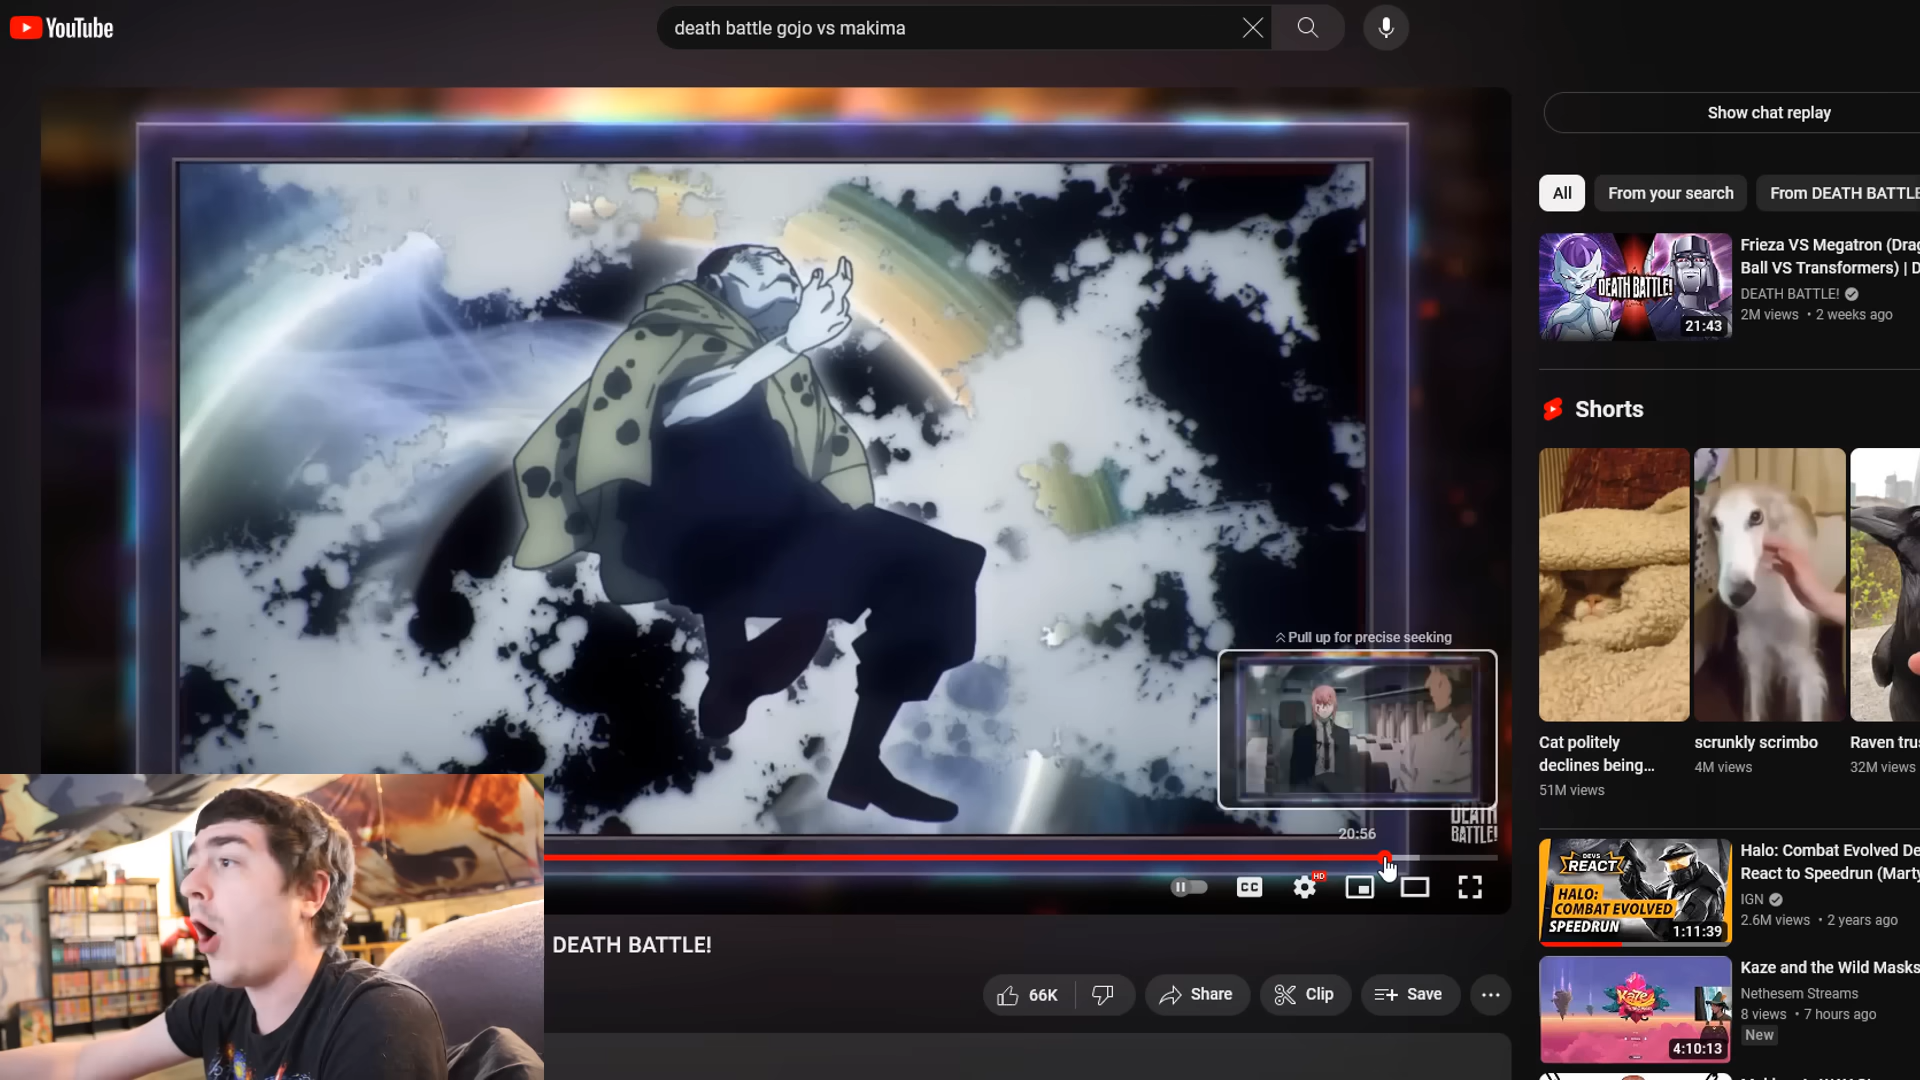 YouTube
death battle gojo vs makima
Show chat replay
All
From your search
From DEATH BATTLE
DEATH BATTLE!
21:43
Frieza VS Megatron (Drag
Ball VS Transformers) | D
DEATH BATTLE!
2M views • 2 weeks ago
Shorts
Pull up for precise seeking
Cat politely
declines being...
51M views
scrunkly scrimbo
4M views
Raven trus
32M views
DEATH
BATTLE!
20:56
CC
HD
DEVS
REACT
HALO:
COMBAT EVOLVED
SPEEDRUN
1:11:39
Halo: Combat Evolved De
React to Speedrun (Marty
IGN
2.6M views • 2 years ago
DEATH BATTLE!
66K
Share
Clip
Save
Kaze
4:10:13
Kaze and the Wild Masks
Nethesem Streams
8 views • 7 hours ago
New